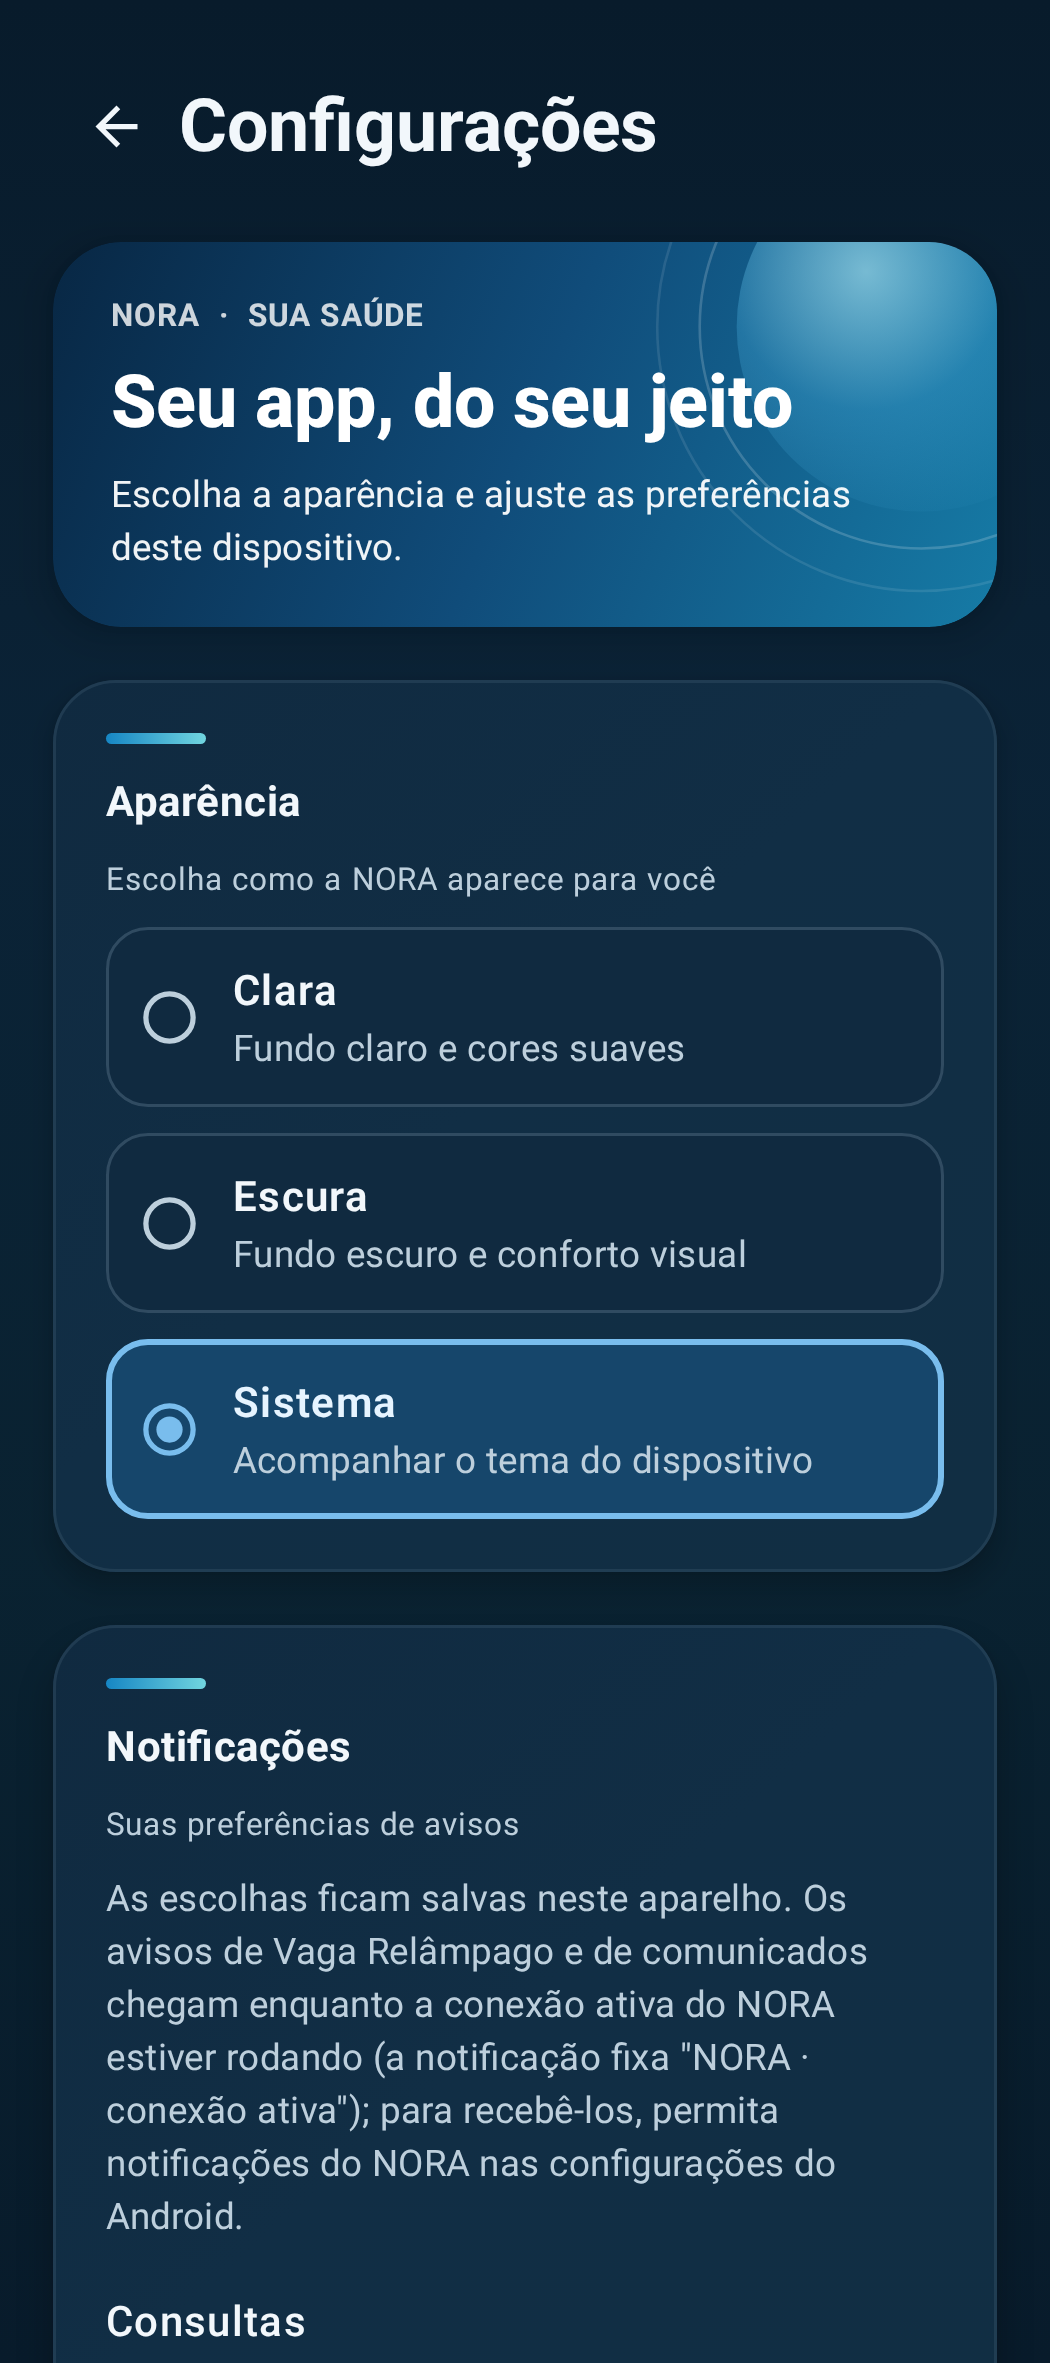 Configurações
NORA · SUA SAÚDE
Seu app, do seu jeito
Escolha a aparência e ajuste as preferências
deste dispositivo.
Aparência
Escolha como a NORA aparece para você
Clara
Fundo claro e cores suaves
Escura
Fundo escuro e conforto visual
Sistema
Acompanhar o tema do dispositivo
Notificações
Suas preferências de avisos
As escolhas ficam salvas neste aparelho. Os
avisos de Vaga Relâmpago e de comunicados
chegam enquanto a conexão ativa do NORA
estiver rodando (a notificação fixa "NORA ·
conexão ativa"); para recebê-los, permita
notificações do NORA nas configurações do
Android.
Consultas